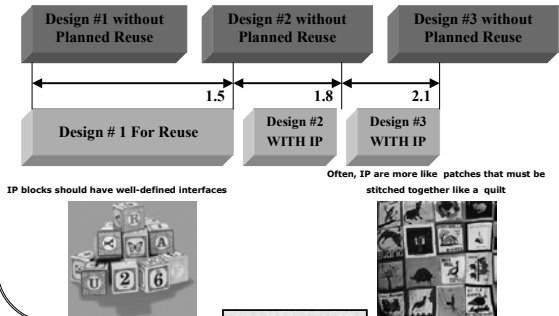 Design #1 without
Planned Reuse
Design #2 without
Planned Reuse
Design #3 without
Planned Reuse
1.5
1.8
2.1
Design # 1 For Reuse
Design #2
WITH IP
Design #3
WITH IP
IP blocks should have well-defined interfaces
Often, IP are more like patches that must be
stitched together like a quilt
R
A
U
2
6